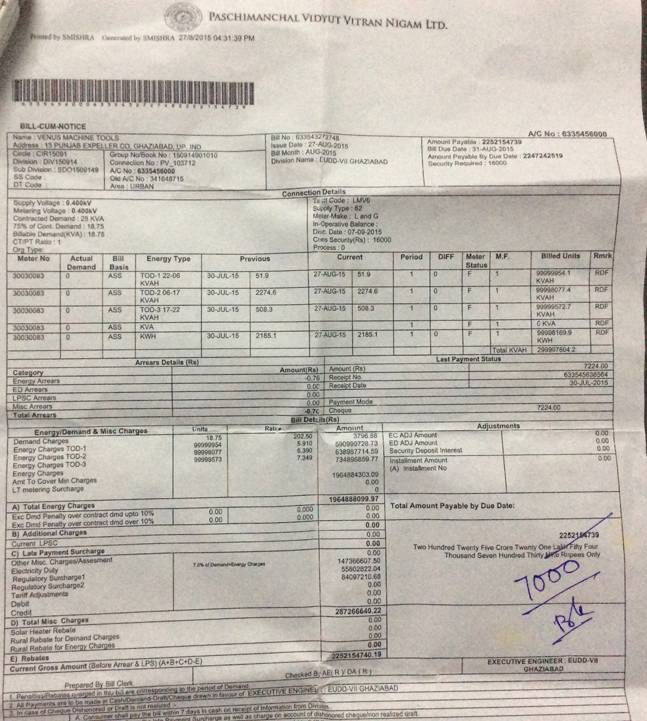 PASCHIMANCHAL VIDYUT VITRAN NIGAM LTD.
Printed by SMISHRA Generated by SMISHRA 27/8/2015 04:31:39 PM
BILL-CUM-NOTICE
A/C No : 6335456000
Name : VENUS MACHINE TOOLS
Address : 15 PUNJAB EXPELLER CO, GHAZIABAD, UP, IND
Circle : CIR15091 Group No/Book No : 150914901010
Division : DIV150914 Connection No : PV_103712
Sub Division : SDO1509149 A/C No : 6335456000
SS Code : Old A/C No : 341648715
DT Code : Area : URBAN
Bill No : 633543272748
Issue Date : 27-AUG-2015
Bill Month : AUG-2015
Division Name : EUDD-VII GHAZIABAD
Amount Payable : 2252154739
Bill Due Date : 31-AUG-2015
Amount Payable By Due Date : 2247242519
Security Required : 16000
Connection Details
Supply Voltage : 0.400kV
Metering Voltage : 0.400kV
Contracted Demand : 25 KVA
75% of Cont. Demand : 18.75
Billable Demand(KVA) : 18.75
CT/PT Ratio : 1
Org Type:
Code : LMV6
Supply Type : 62
Meter Make : L and G
In-Operative Balance :
Disc. Date : 07-09-2015
Cons Security(Rs) : 16000
Process : 0
Meter No Actual Demand Bill Basis Energy Type Previous Current Period DIFF Meter Status M.F. Billed Units Rmrk
30030083 0 ASS TOD-1 22-06 KVAH 30-JUL-15 51.9 27-AUG-15 51.9 1 0 F 1 99999954.1 KVAH RDF
30030083 0 ASS TOD-2 06-17 KVAH 30-JUL-15 2274.6 27-AUG-15 2274.6 1 0 F 1 99998077.4 KVAH RDF
30030083 0 ASS TOD-3 17-22 KVAH 30-JUL-15 508.3 27-AUG-15 508.3 1 0 F 1 99999572.7 KVAH RDF
30030083 0 ASS KVA 1 F 1 0 KVA RDF
30030083 0 ASS KWH 30-JUL-15 2185.1 27-AUG-15 2185.1 1 0 F 1 99998169.9 KWH RDF
Total KVAH 299997604.2
Arrears Details (Rs) Last Payment Status
Category Amount(Rs) Amount (Rs) 7224.00
Energy Arrears -0.76 Receipt No 633545636564
ED Arrears 0.00 Receipt Date 30-JUL-2015
LPSC Arrears 0.00
Misc Arrears 0.00 Payment Mode
Total Arrears Cheque 7224.00
Bill Details(Rs)
Energy/Demand & Misc Charges Units Rate Amount Adjustments
Demand Charges 18.75 202.50 3796.88
Energy Charges TOD-1 99999954 5.910 590999728.73
Energy Charges TOD-2 99998077 6.390 638987714.59
Energy Charges TOD-3 99999573 7.349 734896859.77
Energy Charges 1964884303.09
Amt To Cover Min Charges 0.00
LT metering Surcharge 0
EC ADJ Amount 0.00
ED ADJ Amount 0.00
Security Deposit Interest 0.00
Installment Amount 0.00
(A) Installment No
A) Total Energy Charges 1964888099.97
Exc Dmd Penalty over contract dmd upto 10% 0.00 0.000 0.00
Exc Dmd Penalty over contract dmd over 10% 0.00 0.000 0.00
B) Additional Charges 0.00
Current LPSC 0.00
C) Late Payment Surcharge 0.00
Other Misc. Charges/Assesment 147366607.50
Electricity Duty 7.5% of Demand+Energy Charges 55802822.04
Regulatory Surcharge1 84097210.68
Regulatory Surcharge2 0.00
Tariff Adjustments 0.00
Debit 0.00
Credit 0.00
D) Total Misc Charges 287266640.22
Solar Heater Rebate 0.00
Rural Rebate for Demand Charges 0.00
Rural Rebate for Energy Charges 0.00
E) Rebates 0.00
Current Gross Amount (Before Arrear & LPS) (A+B+C+D-E) 2252154740.19
Total Amount Payable by Due Date:
2252154739
Two Hundred Twenty Five Crore Twenty One Lakh Fifty Four
Thousand Seven Hundred Thirty Nine Rupees Only
7000
EXECUTIVE ENGINEER : EUDD-VII
GHAZIABAD
Prepared By Bill Clerk Checked By AE( R )/ DA ( R )
1. Penalties/Rebates charged in this bill are corresponding to the period of Demand.
2. All Payments are to be made in Cash/Demand-Draft/Cheque drawn in favour of EXECUTIVE ENGINEER : EUDD-VII GHAZIABAD
3. In case of Cheque Dishonored or Draft is not realized :-
A. Consumer shall pay the bill within 7 days in cash on receipt of information from Division.
Surcharge as well as charge on account of dishonored cheque/non realized draft.